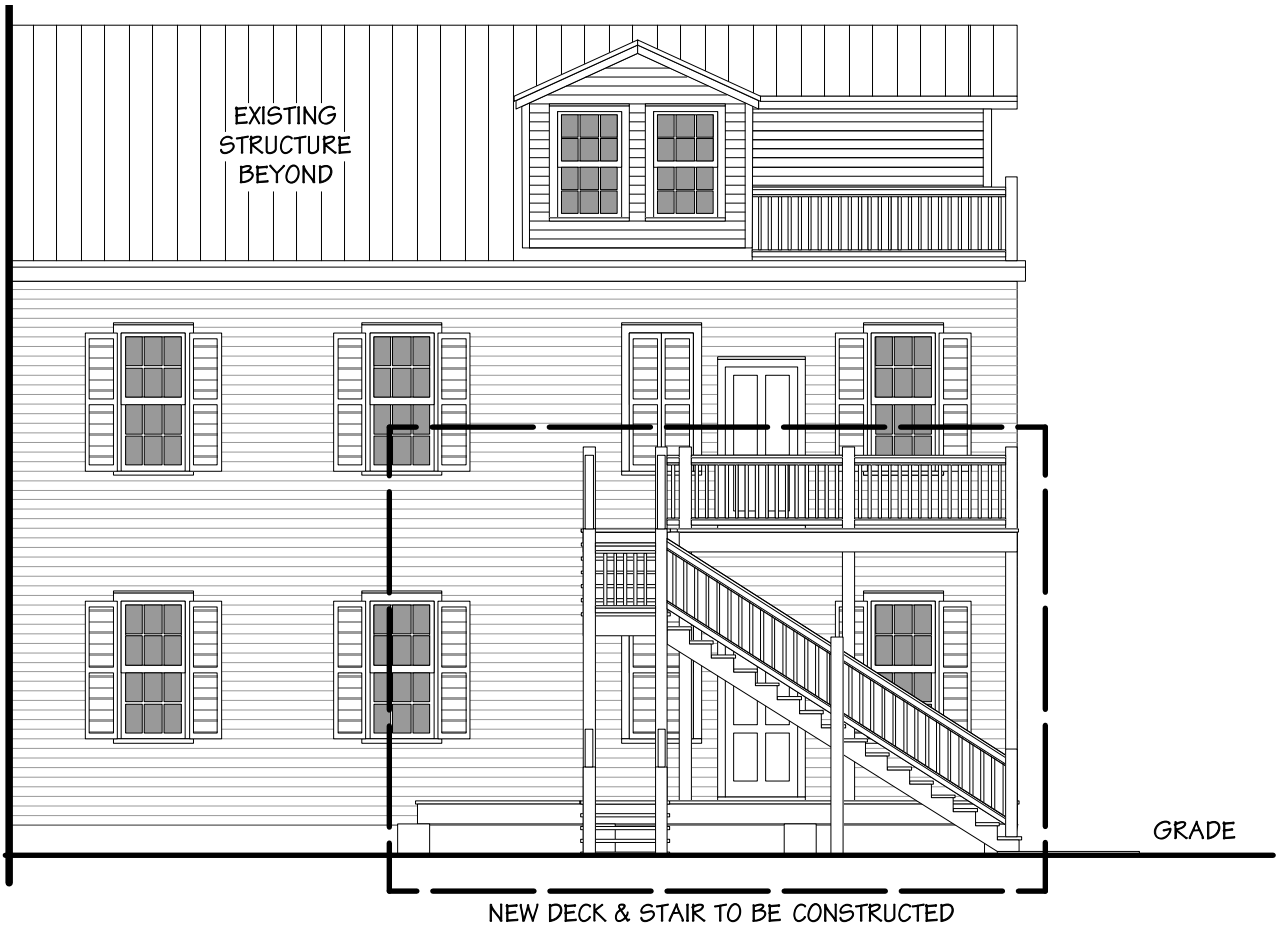 EXISTING
STRUCTURE
BEYOND
GRADE
NEW DECK & STAIR TO BE CONSTRUCTED